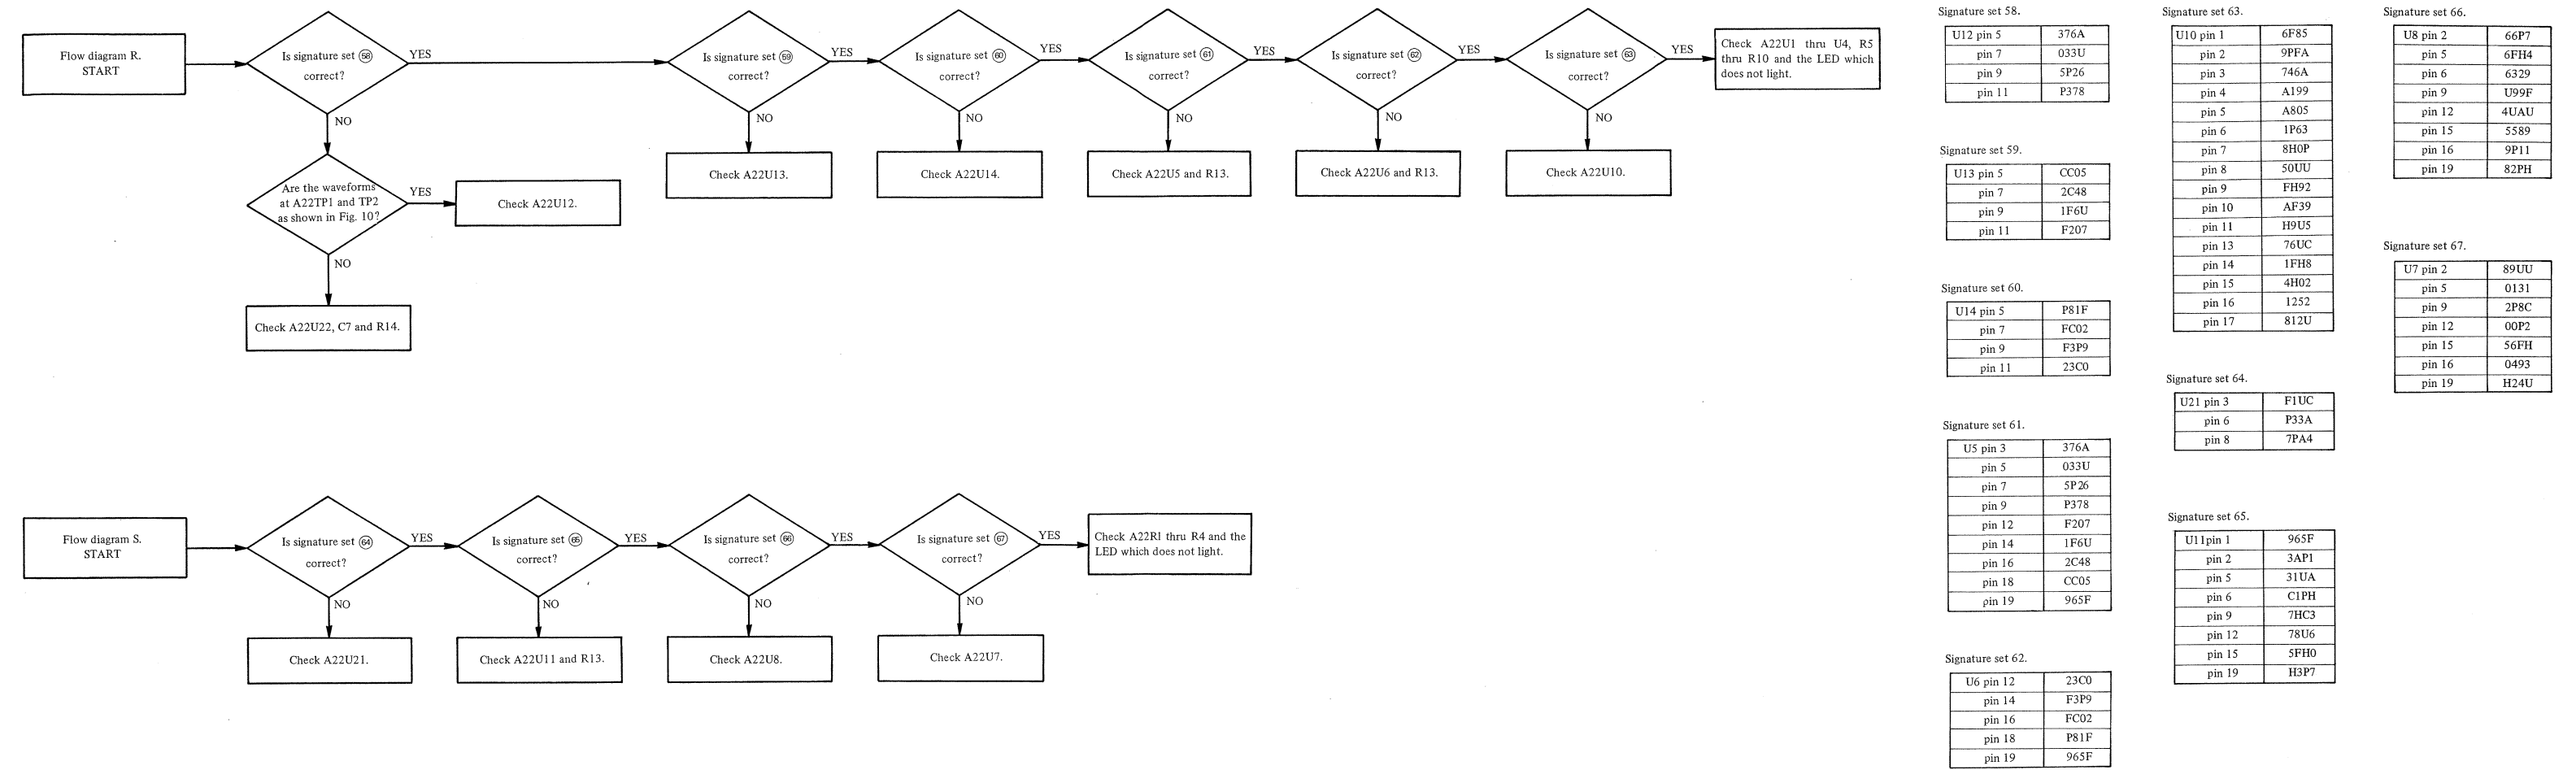 Flow diagram R.
START
Is signature set 58
correct?
YES
NO
Are the waveforms
at A22TP1 and TP2
as shown in Fig. 10?
YES
Check A22U12.
NO
Check A22U22, C7 and R14.
Is signature set 59
correct?
YES
NO
Check A22U13.
Is signature set 60
correct?
YES
NO
Check A22U14.
Is signature set 61
correct?
YES
NO
Check A22U5 and R13.
Is signature set 62
correct?
YES
NO
Check A22U6 and R13.
Is signature set 63
correct?
YES
NO
Check A22U10.
Check A22U1 thru U4, R5
thru R10 and the LED which
does not light.
Flow diagram S.
START
Is signature set 64
correct?
YES
NO
Check A22U21.
Is signature set 65
correct?
YES
NO
Check A22U11 and R13.
Is signature set 66
correct?
YES
NO
Check A22U8.
Is signature set 67
correct?
YES
NO
Check A22U7.
Check A22R1 thru R4 and the
LED which does not light.
Signature set 58.
U12 pin 5 376A
pin 7 033U
pin 9 5P26
pin 11 P378
Signature set 59.
U13 pin 5 CC05
pin 7 2C48
pin 9 1F6U
pin 11 F207
Signature set 60.
U14 pin 5 P81F
pin 7 FC02
pin 9 F3P9
pin 11 23C0
Signature set 61.
U5 pin 3 376A
pin 5 033U
pin 7 5P26
pin 9 P378
pin 12 F207
pin 14 1F6U
pin 16 2C48
pin 18 CC05
pin 19 965F
Signature set 62.
U6 pin 12 23C0
pin 14 F3P9
pin 16 FC02
pin 18 P81F
pin 19 965F
Signature set 63.
U10 pin 1 6F85
pin 2 9PFA
pin 3 746A
pin 4 A199
pin 5 A805
pin 6 1P63
pin 7 8H0P
pin 8 50UU
pin 9 FH92
pin 10 AF39
pin 11 H9U5
pin 13 76UC
pin 14 1FH8
pin 15 4H02
pin 16 1252
pin 17 812U
Signature set 64.
U21 pin 3 F1UC
pin 6 P33A
pin 8 7PA4
Signature set 65.
U11pin 1 965F
pin 2 3AP1
pin 5 31UA
pin 6 C1PH
pin 9 7HC3
pin 12 78U6
pin 15 5FH0
pin 19 H3P7
Signature set 66.
U8 pin 2 66P7
pin 5 6FH4
pin 6 6329
pin 9 U99F
pin 12 4UAU
pin 15 5589
pin 16 9P11
pin 19 82PH
Signature set 67.
U7 pin 2 89UU
pin 5 0131
pin 9 2P8C
pin 12 00P2
pin 15 56FH
pin 16 0493
pin 19 H24U